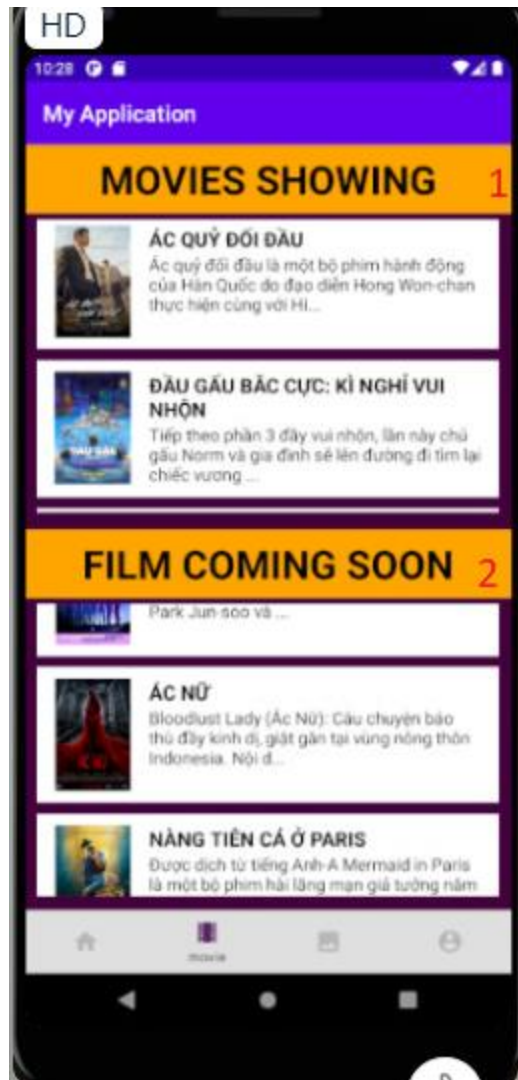 HD
10:28
My Application
MOVIES SHOWING 1
ÁC QUỶ ĐỐI ĐẦU
Ác quỷ đối đầu là một bộ phim hành động
của Hàn Quốc do đạo diễn Hong Won-chan
thực hiện cùng với Hi...
ĐẦU GẤU BẮC CỰC: KÌ NGHỈ VUI
NHỘN
Tiếp theo phần 3 đầy vui nhộn, lần này chú
gấu Norm và gia đình sẽ lên đường đi tìm lại
chiếc vương ...
FILM COMING SOON 2
Park Jun-soo và ...
ÁC NỮ
Bloodlust Lady (Ác Nữ): Câu chuyện báo
thù đầy kinh dị, giật gân tại vùng nông thôn
Indonesia. Nội d...
NÀNG TIÊN CÁ Ở PARIS
Được dịch từ tiếng Anh-A Mermaid in Paris
là một bộ phim hài lãng mạn giả tưởng năm
movie